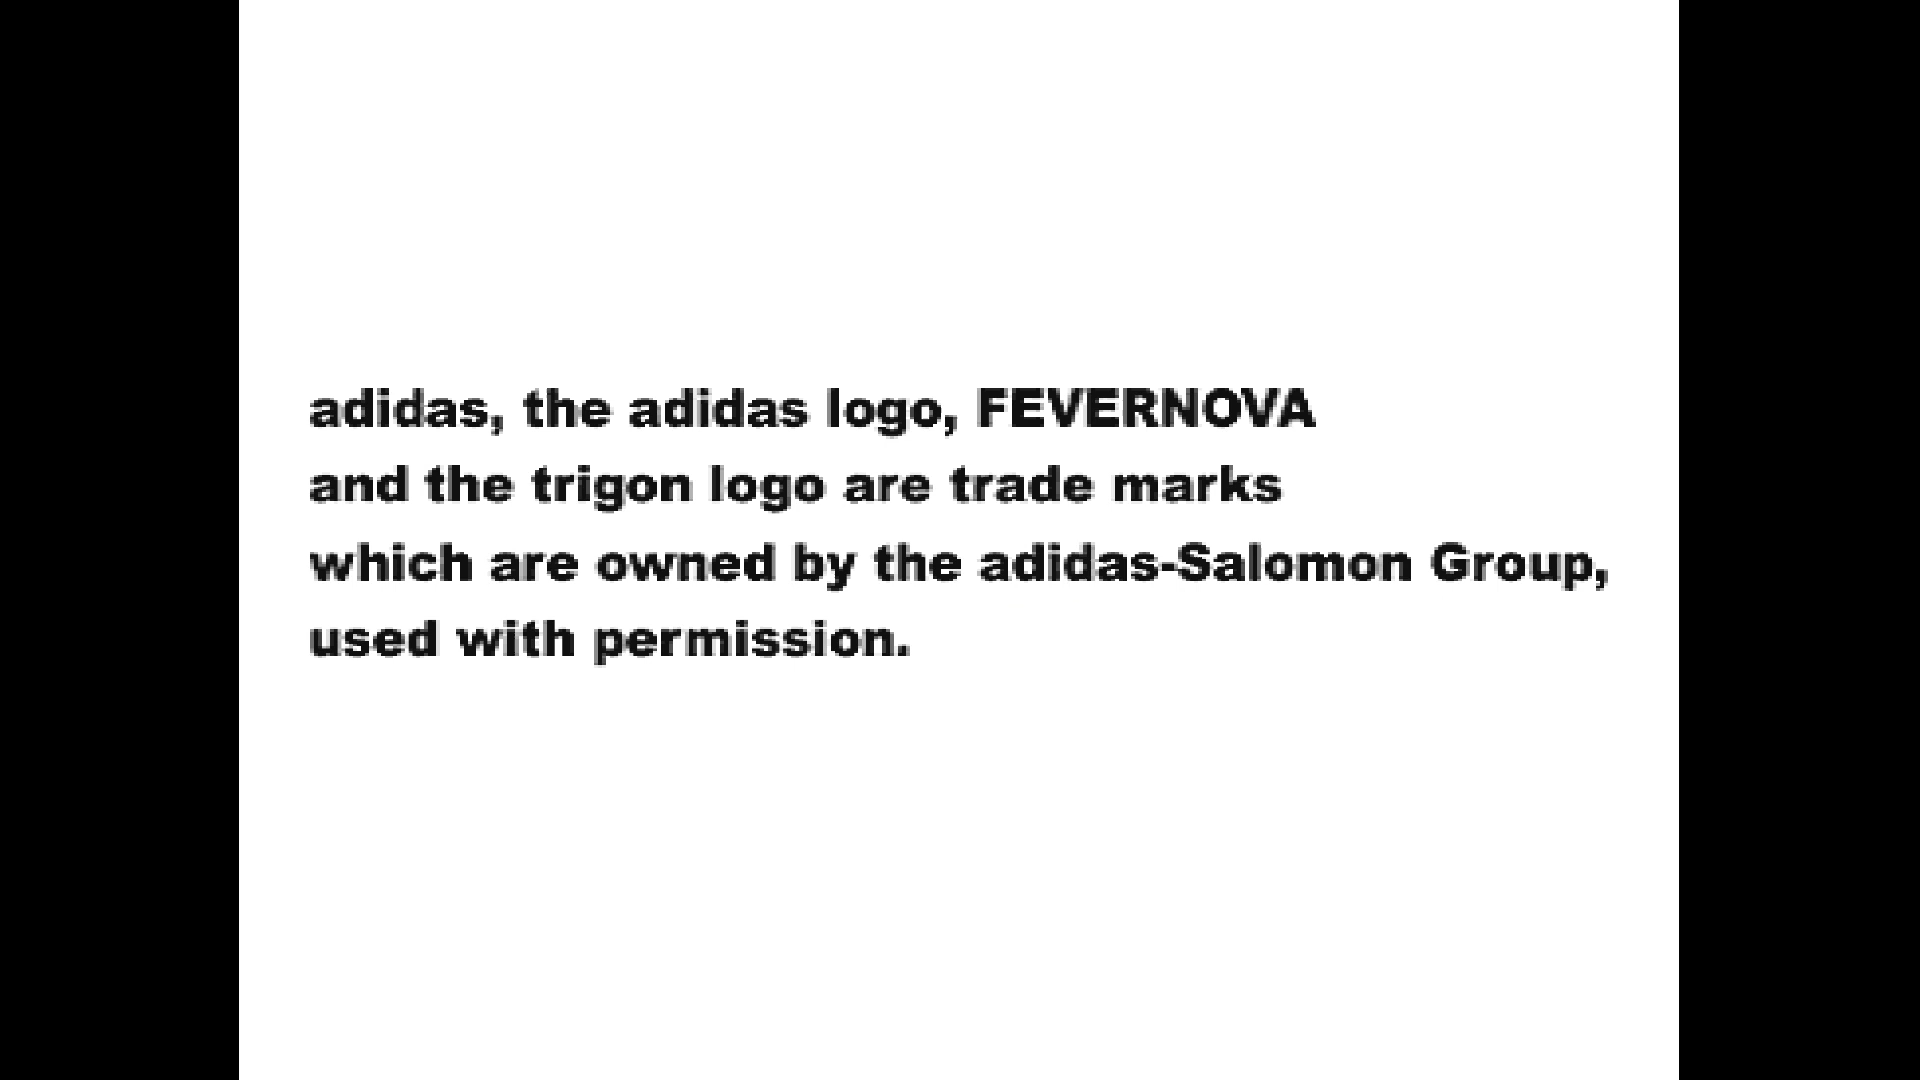 adidas, the adidas logo, FEVERNOVA
and the trigon logo are trade marks
which are owned by the adidas-Salomon Group,
used with permission.